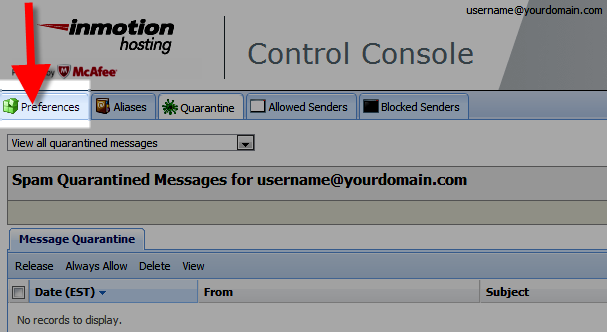 username@yourdomain.com
inmotion
hosting
by McAfee
Control Console
Preferences Aliases Quarantine Allowed Senders Blocked Senders
View all quarantined messages
Spam Quarantined Messages for username@yourdomain.com
Message Quarantine
Release Always Allow Delete View
Date (EST) From Subject
No records to display.